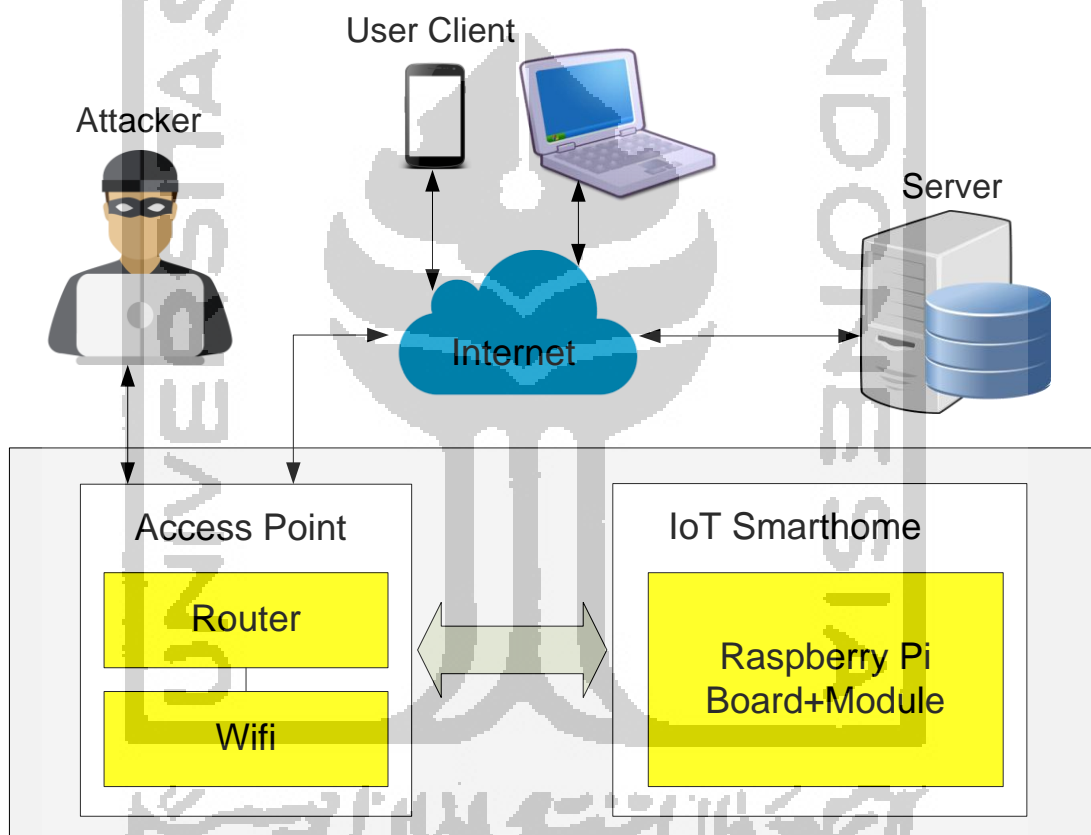 User Client
Attacker
Server
Internet
Access Point
IoT Smarthome
Router
Raspberry Pi
Board+Module
Wifi